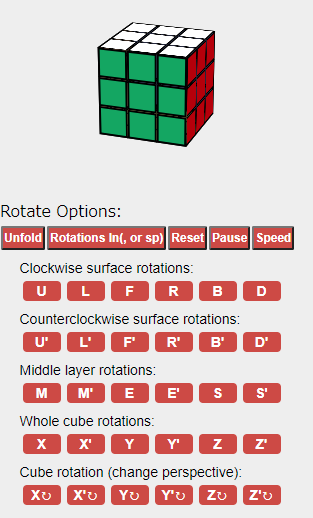 Rotate Options:
Unfold Rotations In(, or sp) Reset Pause Speed
Clockwise surface rotations:
U L F R B D
Counterclockwise surface rotations:
U' L' F' R' B' D'
Middle layer rotations:
M M' E E' S S'
Whole cube rotations:
X X' Y Y' Z Z'
Cube rotation (change perspective):
X↻ X'↻ Y↻ Y'↻ Z↻ Z'↻